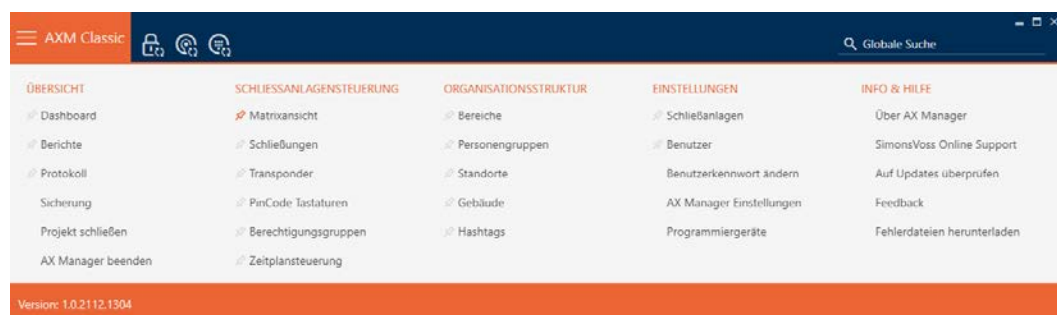 AXM Classic
Globale Suche
ÜBERSICHT
Dashboard
Berichte
Protokoll
Sicherung
Projekt schließen
AX Manager beenden
SCHLIESSANLAGENSTEUERUNG
Matrixansicht
Schließungen
Transponder
PinCode Tastaturen
Berechtigungsgruppen
Zeitplansteuerung
ORGANISATIONSSTRUKTUR
Bereiche
Personengruppen
Standorte
Gebäude
Hashtags
EINSTELLUNGEN
Schließanlagen
Benutzer
Benutzerkennwort ändern
AX Manager Einstellungen
Programmiergeräte
INFO & HILFE
Über AX Manager
SimonsVoss Online Support
Auf Updates überprüfen
Feedback
Fehlerdateien herunterladen
Version: 1.0.2112.1304